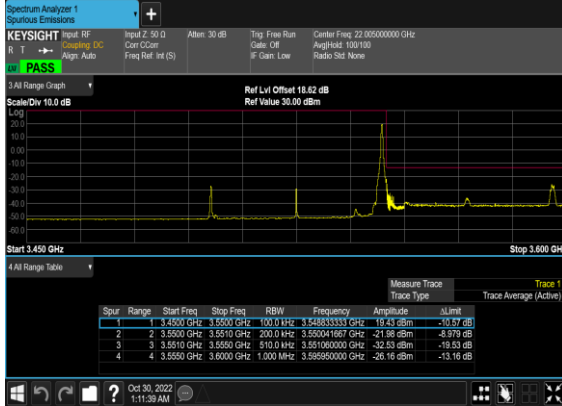 Spectrum Analyzer 1
Spurious Emissions
KEYSIGHT Input: RF Input Z: 50 Ω Atten: 30 dB Trig: Free Run Center Freq: 22.005000000 GHz
R T Coupling: DC Corr CCorr Gate: Off Avg|Hold: 100/100
Align: Auto Freq Ref: Int (S) IF Gain: Low Radio Std: None
PASS
3 All Range Graph
Ref Lvl Offset 18.62 dB
Scale/Div 10.0 dB Ref Value 30.00 dBm
Log
20.0
10.0
0.00
-10.0
-20.0
-30.0
-40.0
-50.0
-60.0
Start 3.450 GHz Stop 3.600 GH
4 All Range Table
Measure Trace Trace 1
Trace Type Trace Average (Active)
Spur Range Start Freq Stop Freq RBW Frequency Amplitude ΔLimit
1 1 3.4500 GHz 3.5500 GHz 100.0 kHz 3.548833333 GHz 19.43 dBm -10.57 dB
2 2 3.5500 GHz 3.5510 GHz 200.0 kHz 3.550041667 GHz -21.98 dBm -8.979 dB
3 3 3.5510 GHz 3.5550 GHz 510.0 kHz 3.551060000 GHz -32.53 dBm -19.53 dB
4 4 3.5550 GHz 3.6000 GHz 1.000 MHz 3.595950000 GHz -26.16 dBm -13.16 dB
Oct 30, 2022
1:11:39 AM